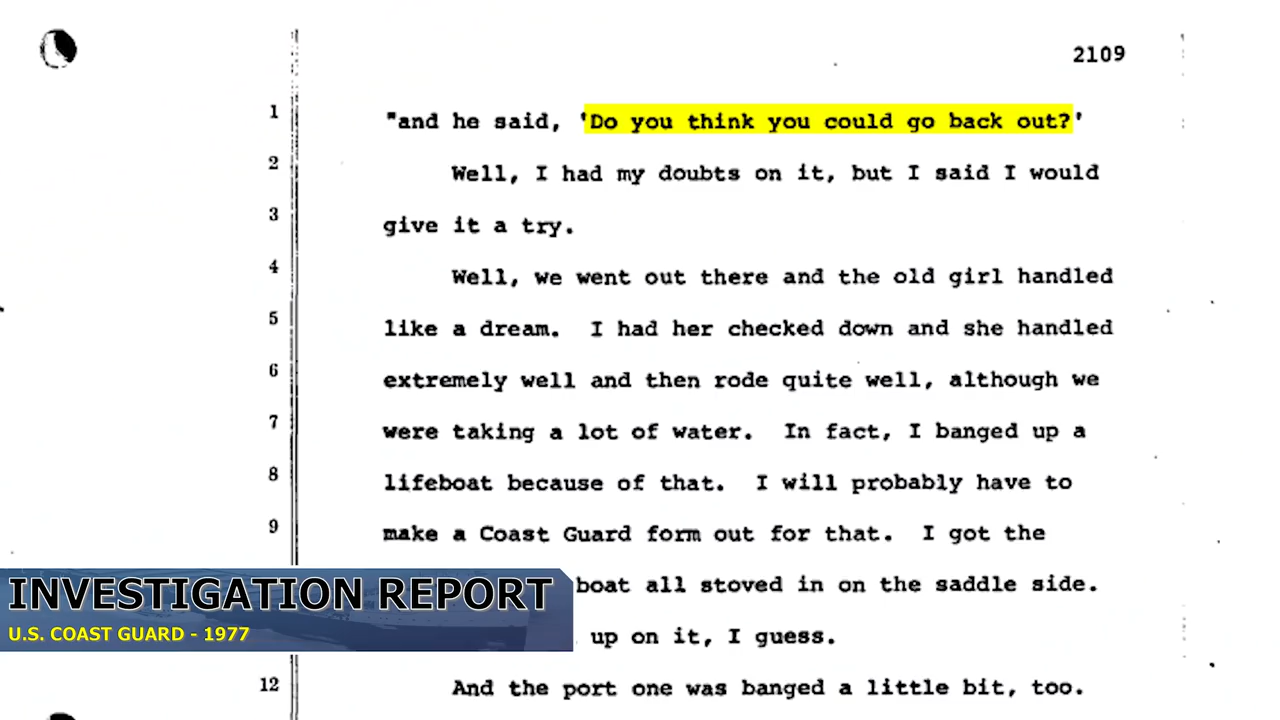 2109
1 "and he said, 'Do you think you could go back out?'
2 Well, I had my doubts on it, but I said I would
3 give it a try.
4 Well, we went out there and the old girl handled
5 like a dream. I had her checked down and she handled
6 extremely well and then rode quite well, although we
7 were taking a lot of water. In fact, I banged up a
8 lifeboat because of that. I will probably have to
9 make a Coast Guard form out for that. I got the
boat all stoved in on the saddle side.
up on it, I guess.
12 And the port one was banged a little bit, too.
INVESTIGATION REPORT
U.S. COAST GUARD - 1977